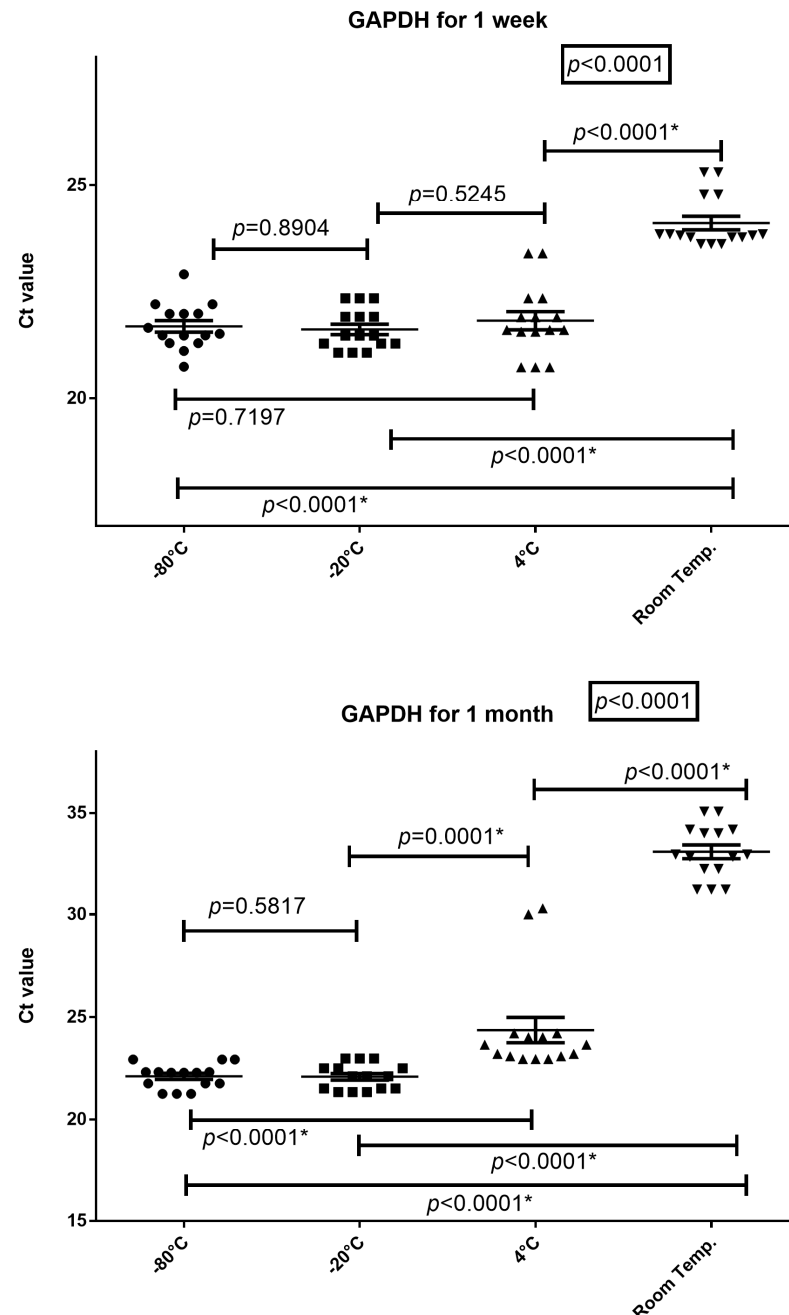 GAPDH for 1 week
p<0.0001
p<0.0001*
25
p=0.5245
p=0.8904
Ct value
20
p=0.7197
p<0.0001*
p<0.0001*
-80°C
-20°C
4°C
Room Temp.
GAPDH for 1 month
p<0.0001
p<0.0001*
35
p=0.0001*
p=0.5817
30
Ct value
25
20
p<0.0001*
p<0.0001*
p<0.0001*
15
-80°C
-20°C
4°C
Room Temp.